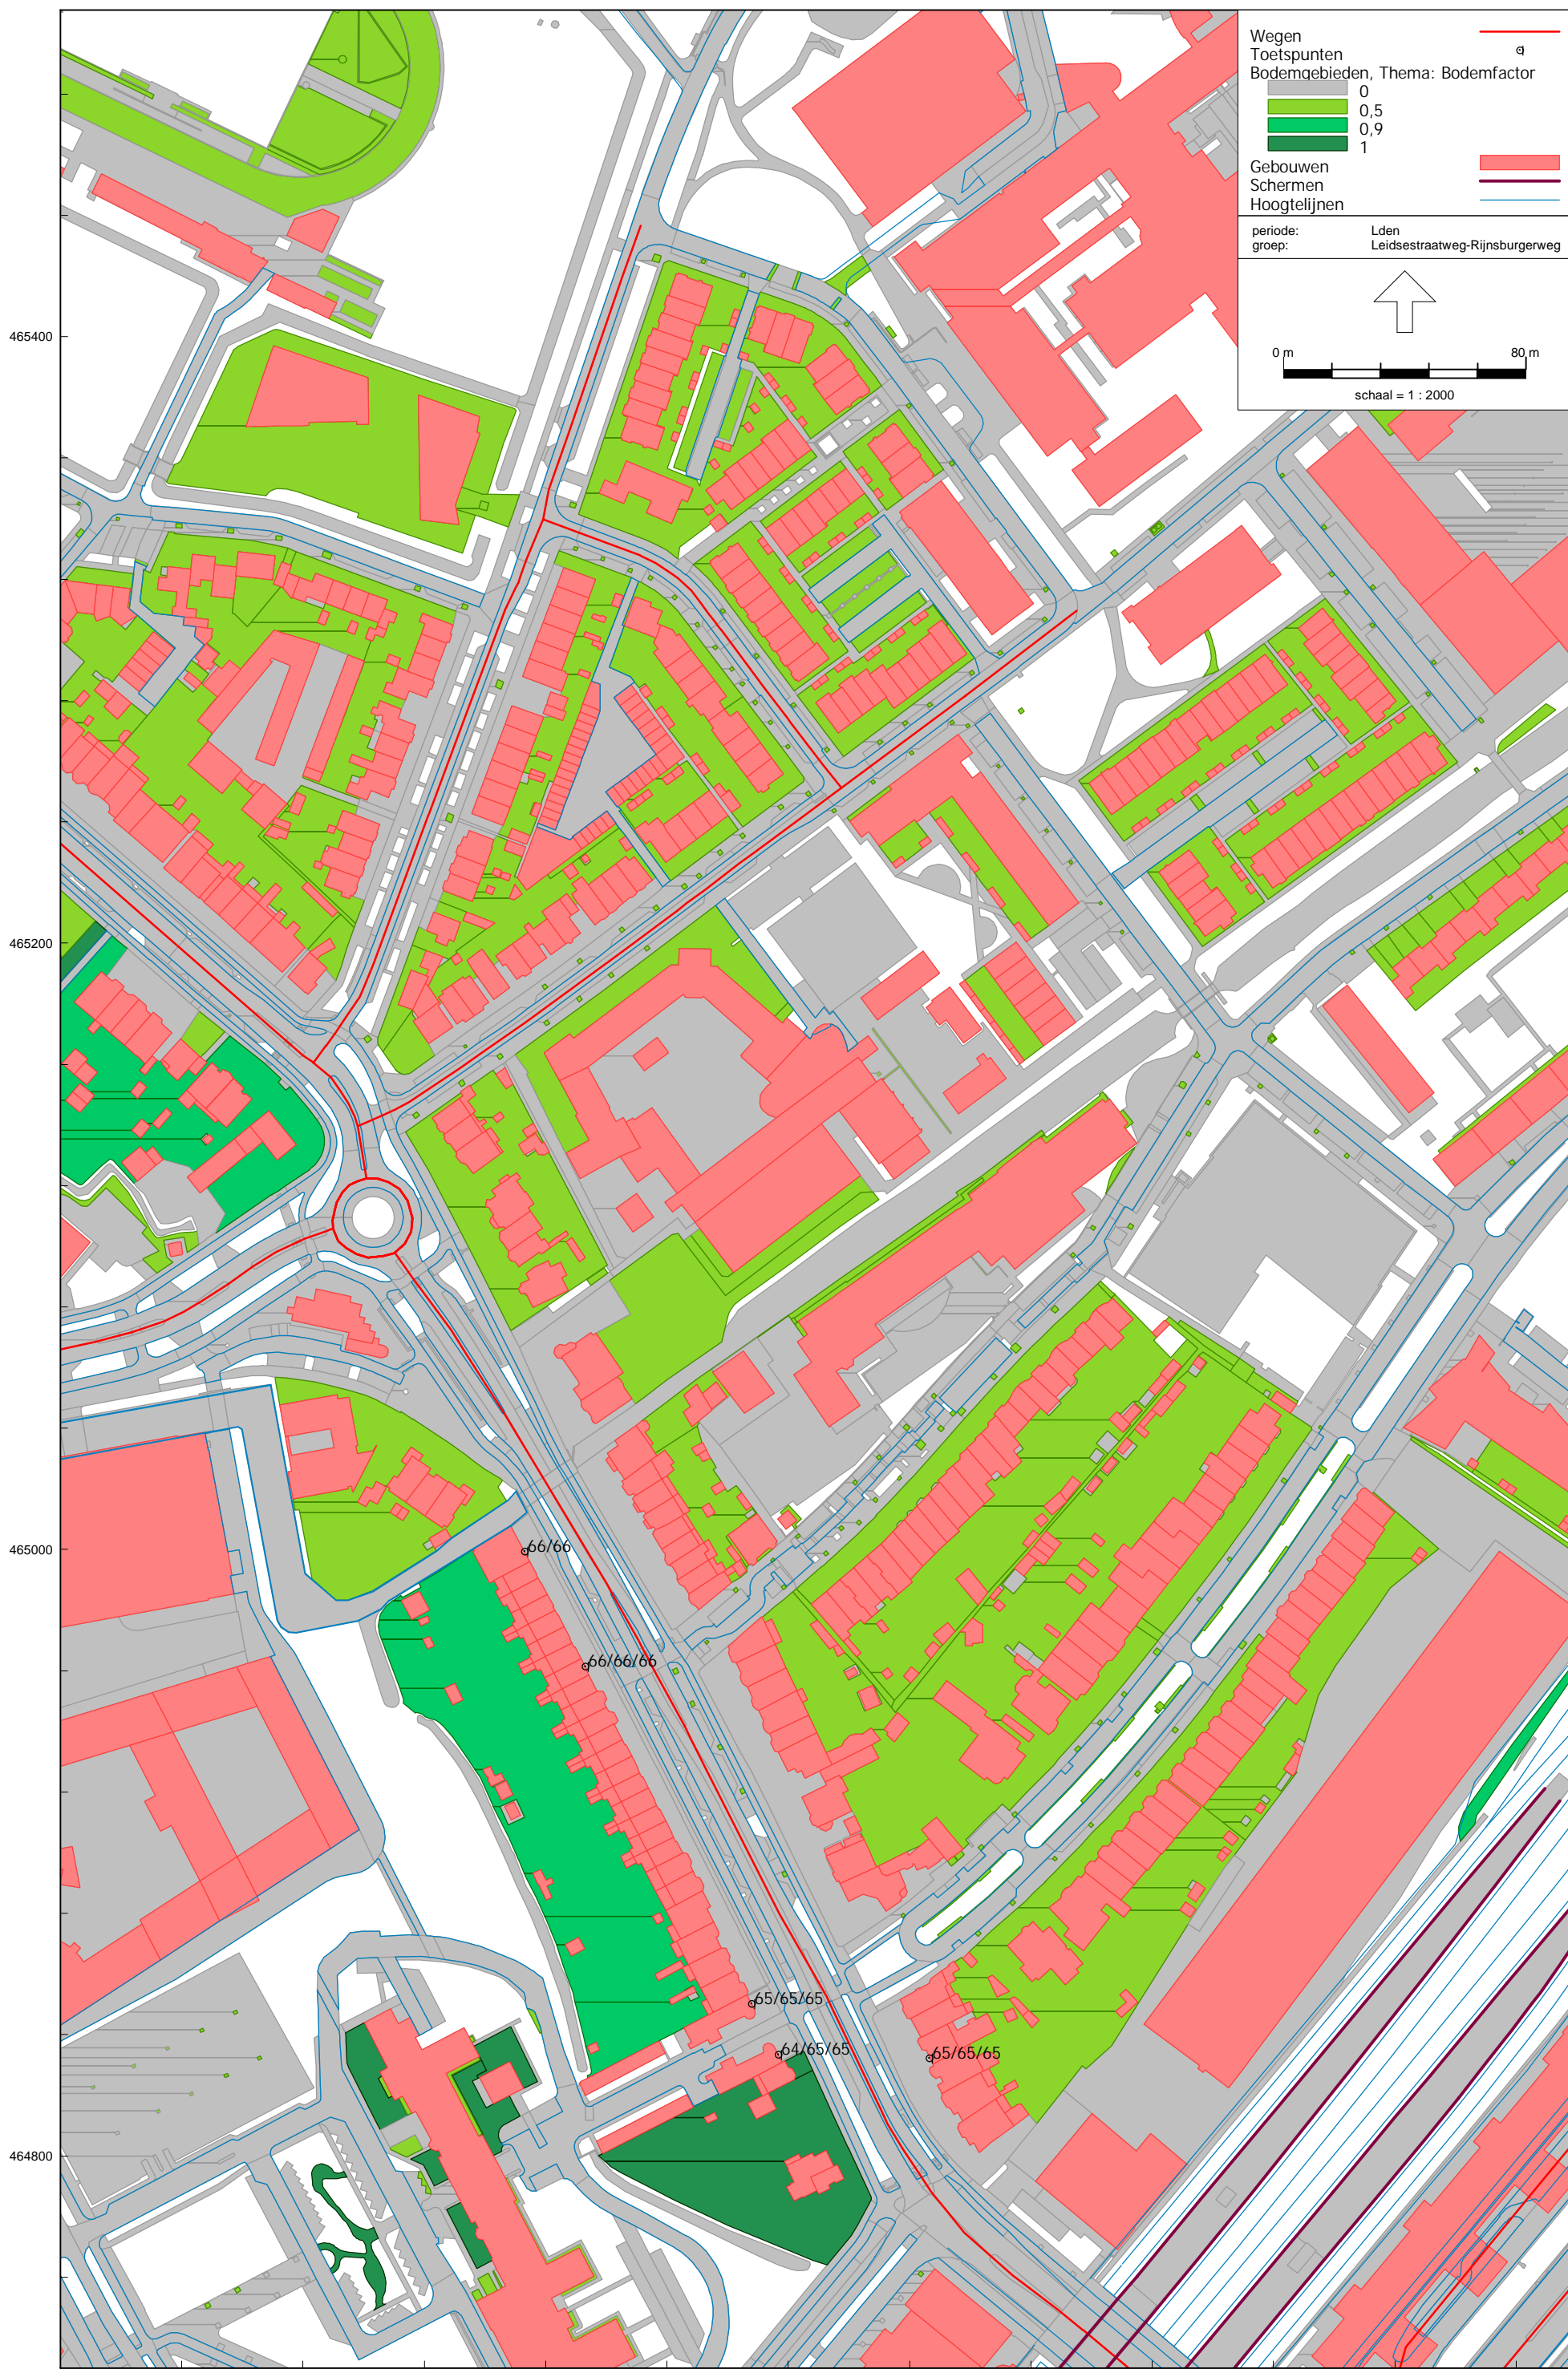 Wegen
Toetspunten
Bodemgebieden, Thema: Bodemfactor
0
0,5
0,9
1
Gebouwen
Schermen
Hoogtelijnen
periode: Lden
groep: Leidsestraatweg-Rijnsburgerweg
0 m 80 m
schaal = 1 : 2000
465400
465200
465000
66/66
66/66/66
65/65/65
64/65/65
65/65/65
464800